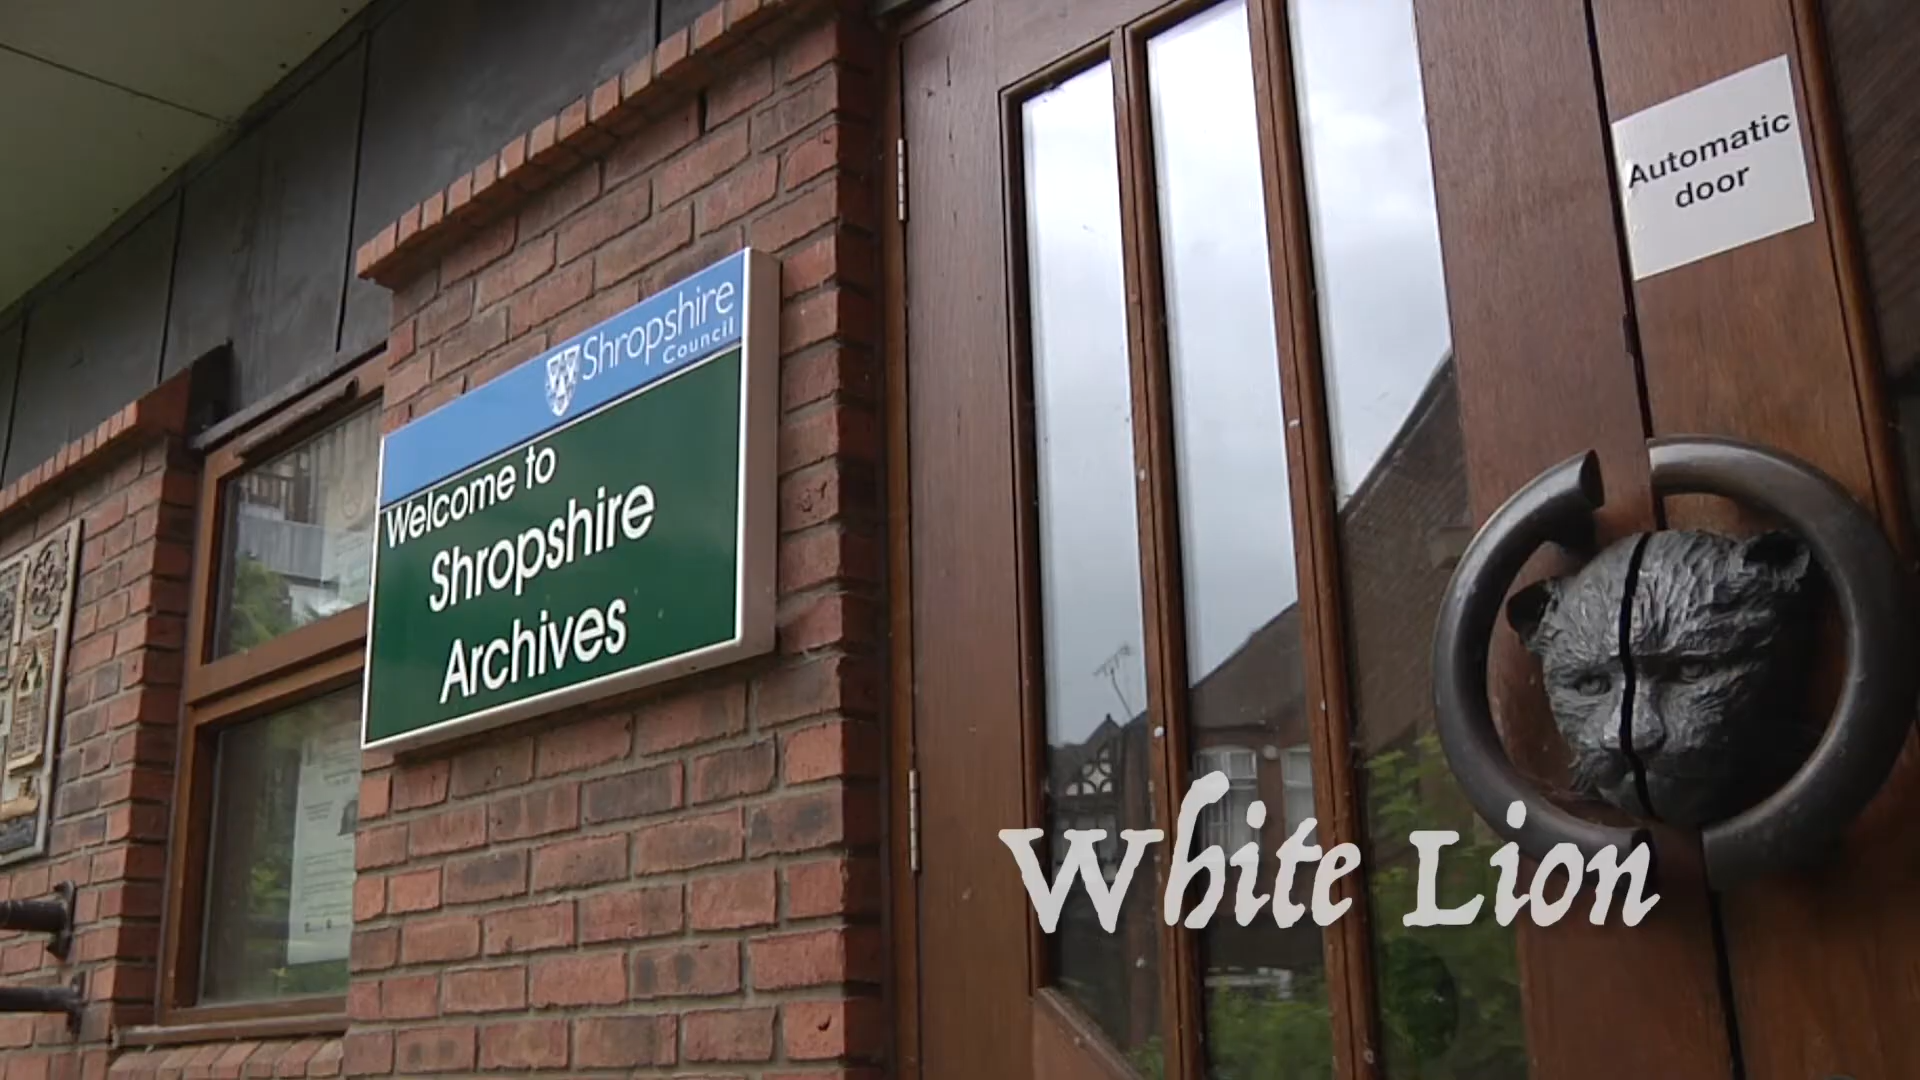 Shropshire
Council
Welcome to
Shropshire
Archives
Automatic
door
White Lion